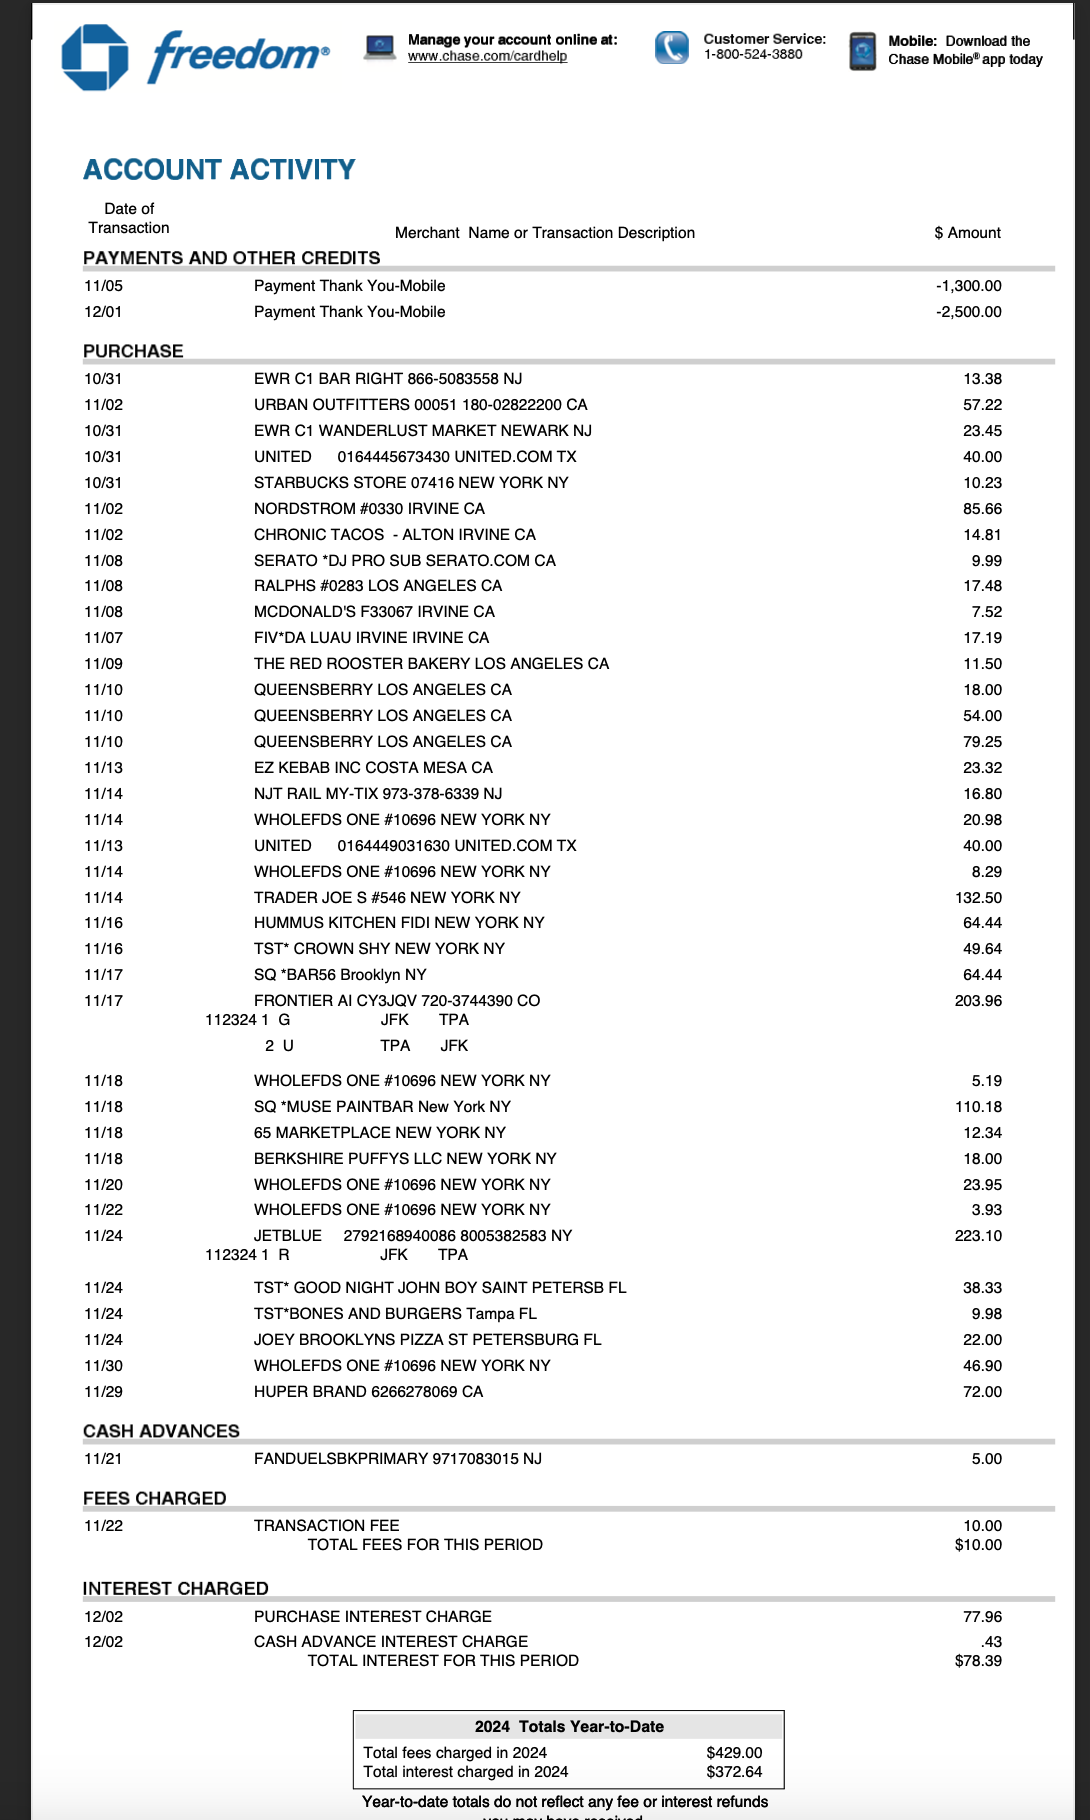 freedom®
Manage your account online at:
www.chase.com/cardhelp
Customer Service:
1-800-524-3880
Mobile: Download the
Chase Mobile® app today
ACCOUNT ACTIVITY
Date of
Transaction
Merchant Name or Transaction Description
$ Amount
PAYMENTS AND OTHER CREDITS
11/05 Payment Thank You-Mobile -1,300.00
12/01 Payment Thank You-Mobile -2,500.00
PURCHASE
10/31 EWR C1 BAR RIGHT 866-5083558 NJ 13.38
11/02 URBAN OUTFITTERS 00051 180-02822200 CA 57.22
10/31 EWR C1 WANDERLUST MARKET NEWARK NJ 23.45
10/31 UNITED 0164445673430 UNITED.COM TX 40.00
10/31 STARBUCKS STORE 07416 NEW YORK NY 10.23
11/02 NORDSTROM #0330 IRVINE CA 85.66
11/02 CHRONIC TACOS - ALTON IRVINE CA 14.81
11/08 SERATO *DJ PRO SUB SERATO.COM CA 9.99
11/08 RALPHS #0283 LOS ANGELES CA 17.48
11/08 MCDONALD'S F33067 IRVINE CA 7.52
11/07 FIV*DA LUAU IRVINE IRVINE CA 17.19
11/09 THE RED ROOSTER BAKERY LOS ANGELES CA 11.50
11/10 QUEENSBERRY LOS ANGELES CA 18.00
11/10 QUEENSBERRY LOS ANGELES CA 54.00
11/10 QUEENSBERRY LOS ANGELES CA 79.25
11/13 EZ KEBAB INC COSTA MESA CA 23.32
11/14 NJT RAIL MY-TIX 973-378-6339 NJ 16.80
11/14 WHOLEFDS ONE #10696 NEW YORK NY 20.98
11/13 UNITED 0164449031630 UNITED.COM TX 40.00
11/14 WHOLEFDS ONE #10696 NEW YORK NY 8.29
11/14 TRADER JOE S #546 NEW YORK NY 132.50
11/16 HUMMUS KITCHEN FIDI NEW YORK NY 64.44
11/16 TST* CROWN SHY NEW YORK NY 49.64
11/17 SQ *BAR56 Brooklyn NY 64.44
11/17 FRONTIER AI CY3JQV 720-3744390 CO 203.96
112324 1 G JFK TPA
2 U TPA JFK
11/18 WHOLEFDS ONE #10696 NEW YORK NY 5.19
11/18 SQ *MUSE PAINTBAR New York NY 110.18
11/18 65 MARKETPLACE NEW YORK NY 12.34
11/18 BERKSHIRE PUFFYS LLC NEW YORK NY 18.00
11/20 WHOLEFDS ONE #10696 NEW YORK NY 23.95
11/22 WHOLEFDS ONE #10696 NEW YORK NY 3.93
11/24 JETBLUE 2792168940086 8005382583 NY 223.10
112324 1 R JFK TPA
11/24 TST* GOOD NIGHT JOHN BOY SAINT PETERSB FL 38.33
11/24 TST*BONES AND BURGERS Tampa FL 9.98
11/24 JOEY BROOKLYNS PIZZA ST PETERSBURG FL 22.00
11/30 WHOLEFDS ONE #10696 NEW YORK NY 46.90
11/29 HUPER BRAND 6266278069 CA 72.00
CASH ADVANCES
11/21 FANDUELSBKPRIMARY 9717083015 NJ 5.00
FEES CHARGED
11/22 TRANSACTION FEE 10.00
TOTAL FEES FOR THIS PERIOD $10.00
INTEREST CHARGED
12/02 PURCHASE INTEREST CHARGE 77.96
12/02 CASH ADVANCE INTEREST CHARGE .43
TOTAL INTEREST FOR THIS PERIOD $78.39
2024 Totals Year-to-Date
Total fees charged in 2024 $429.00
Total interest charged in 2024 $372.64
Year-to-date totals do not reflect any fee or interest refunds
you may have received.